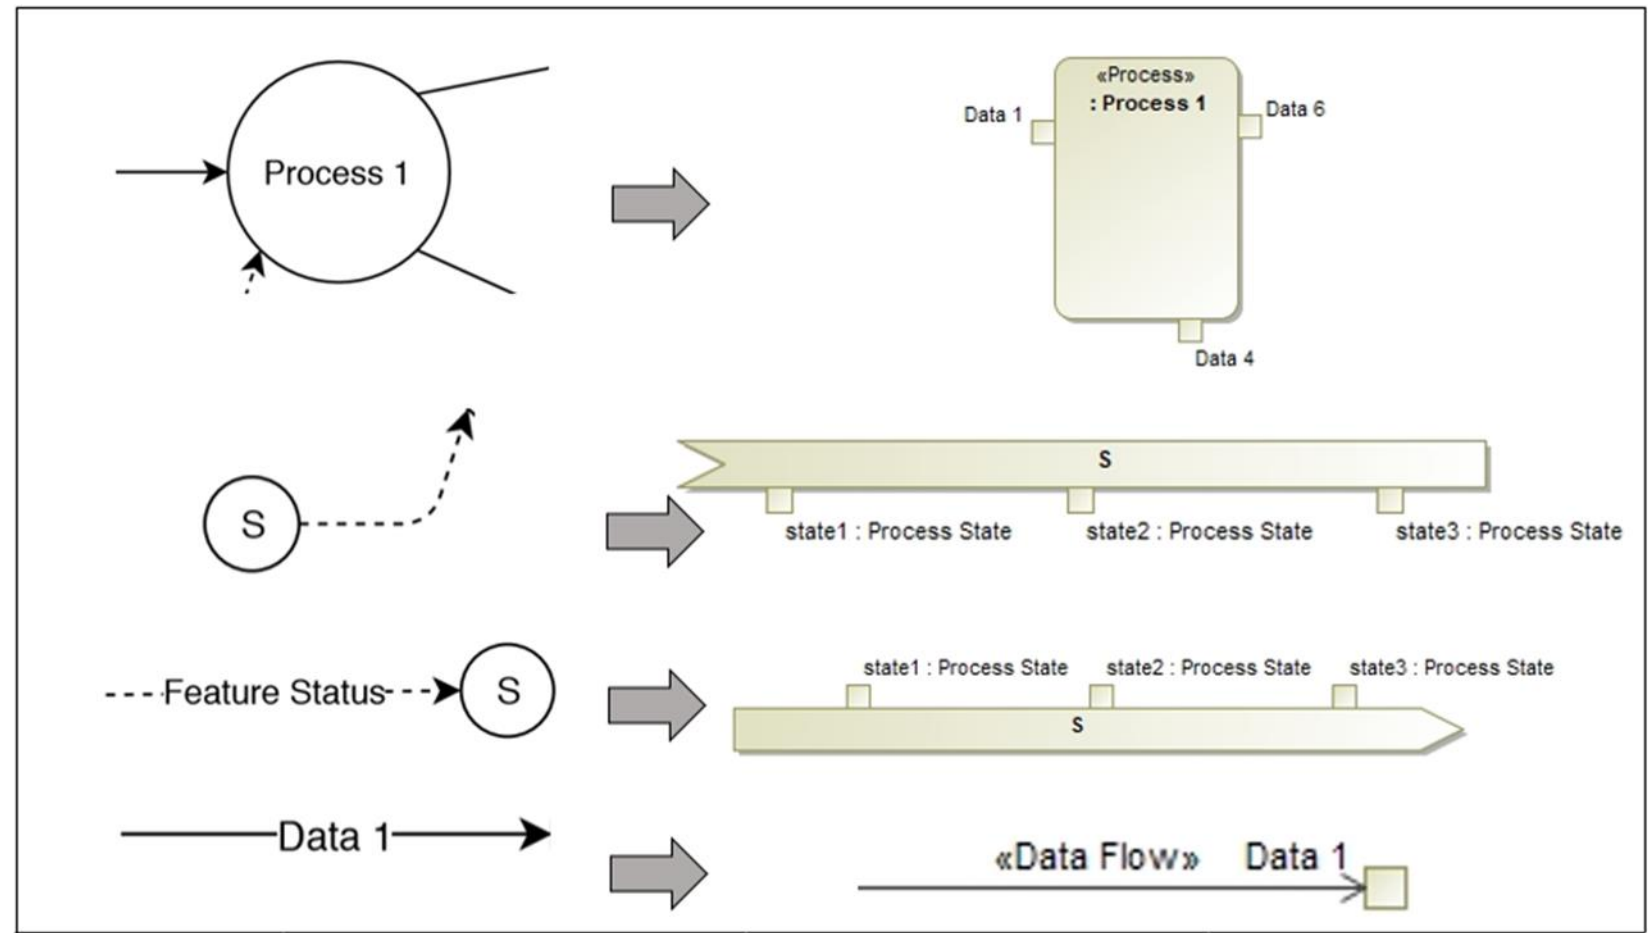 Process 1
«Process»
: Process 1
Data 1
Data 6
Data 4
S
S
state1 : Process State
state2 : Process State
state3 : Process State
Feature Status
S
state1 : Process State
state2 : Process State
state3 : Process State
S
Data 1
«Data Flow»
Data 1